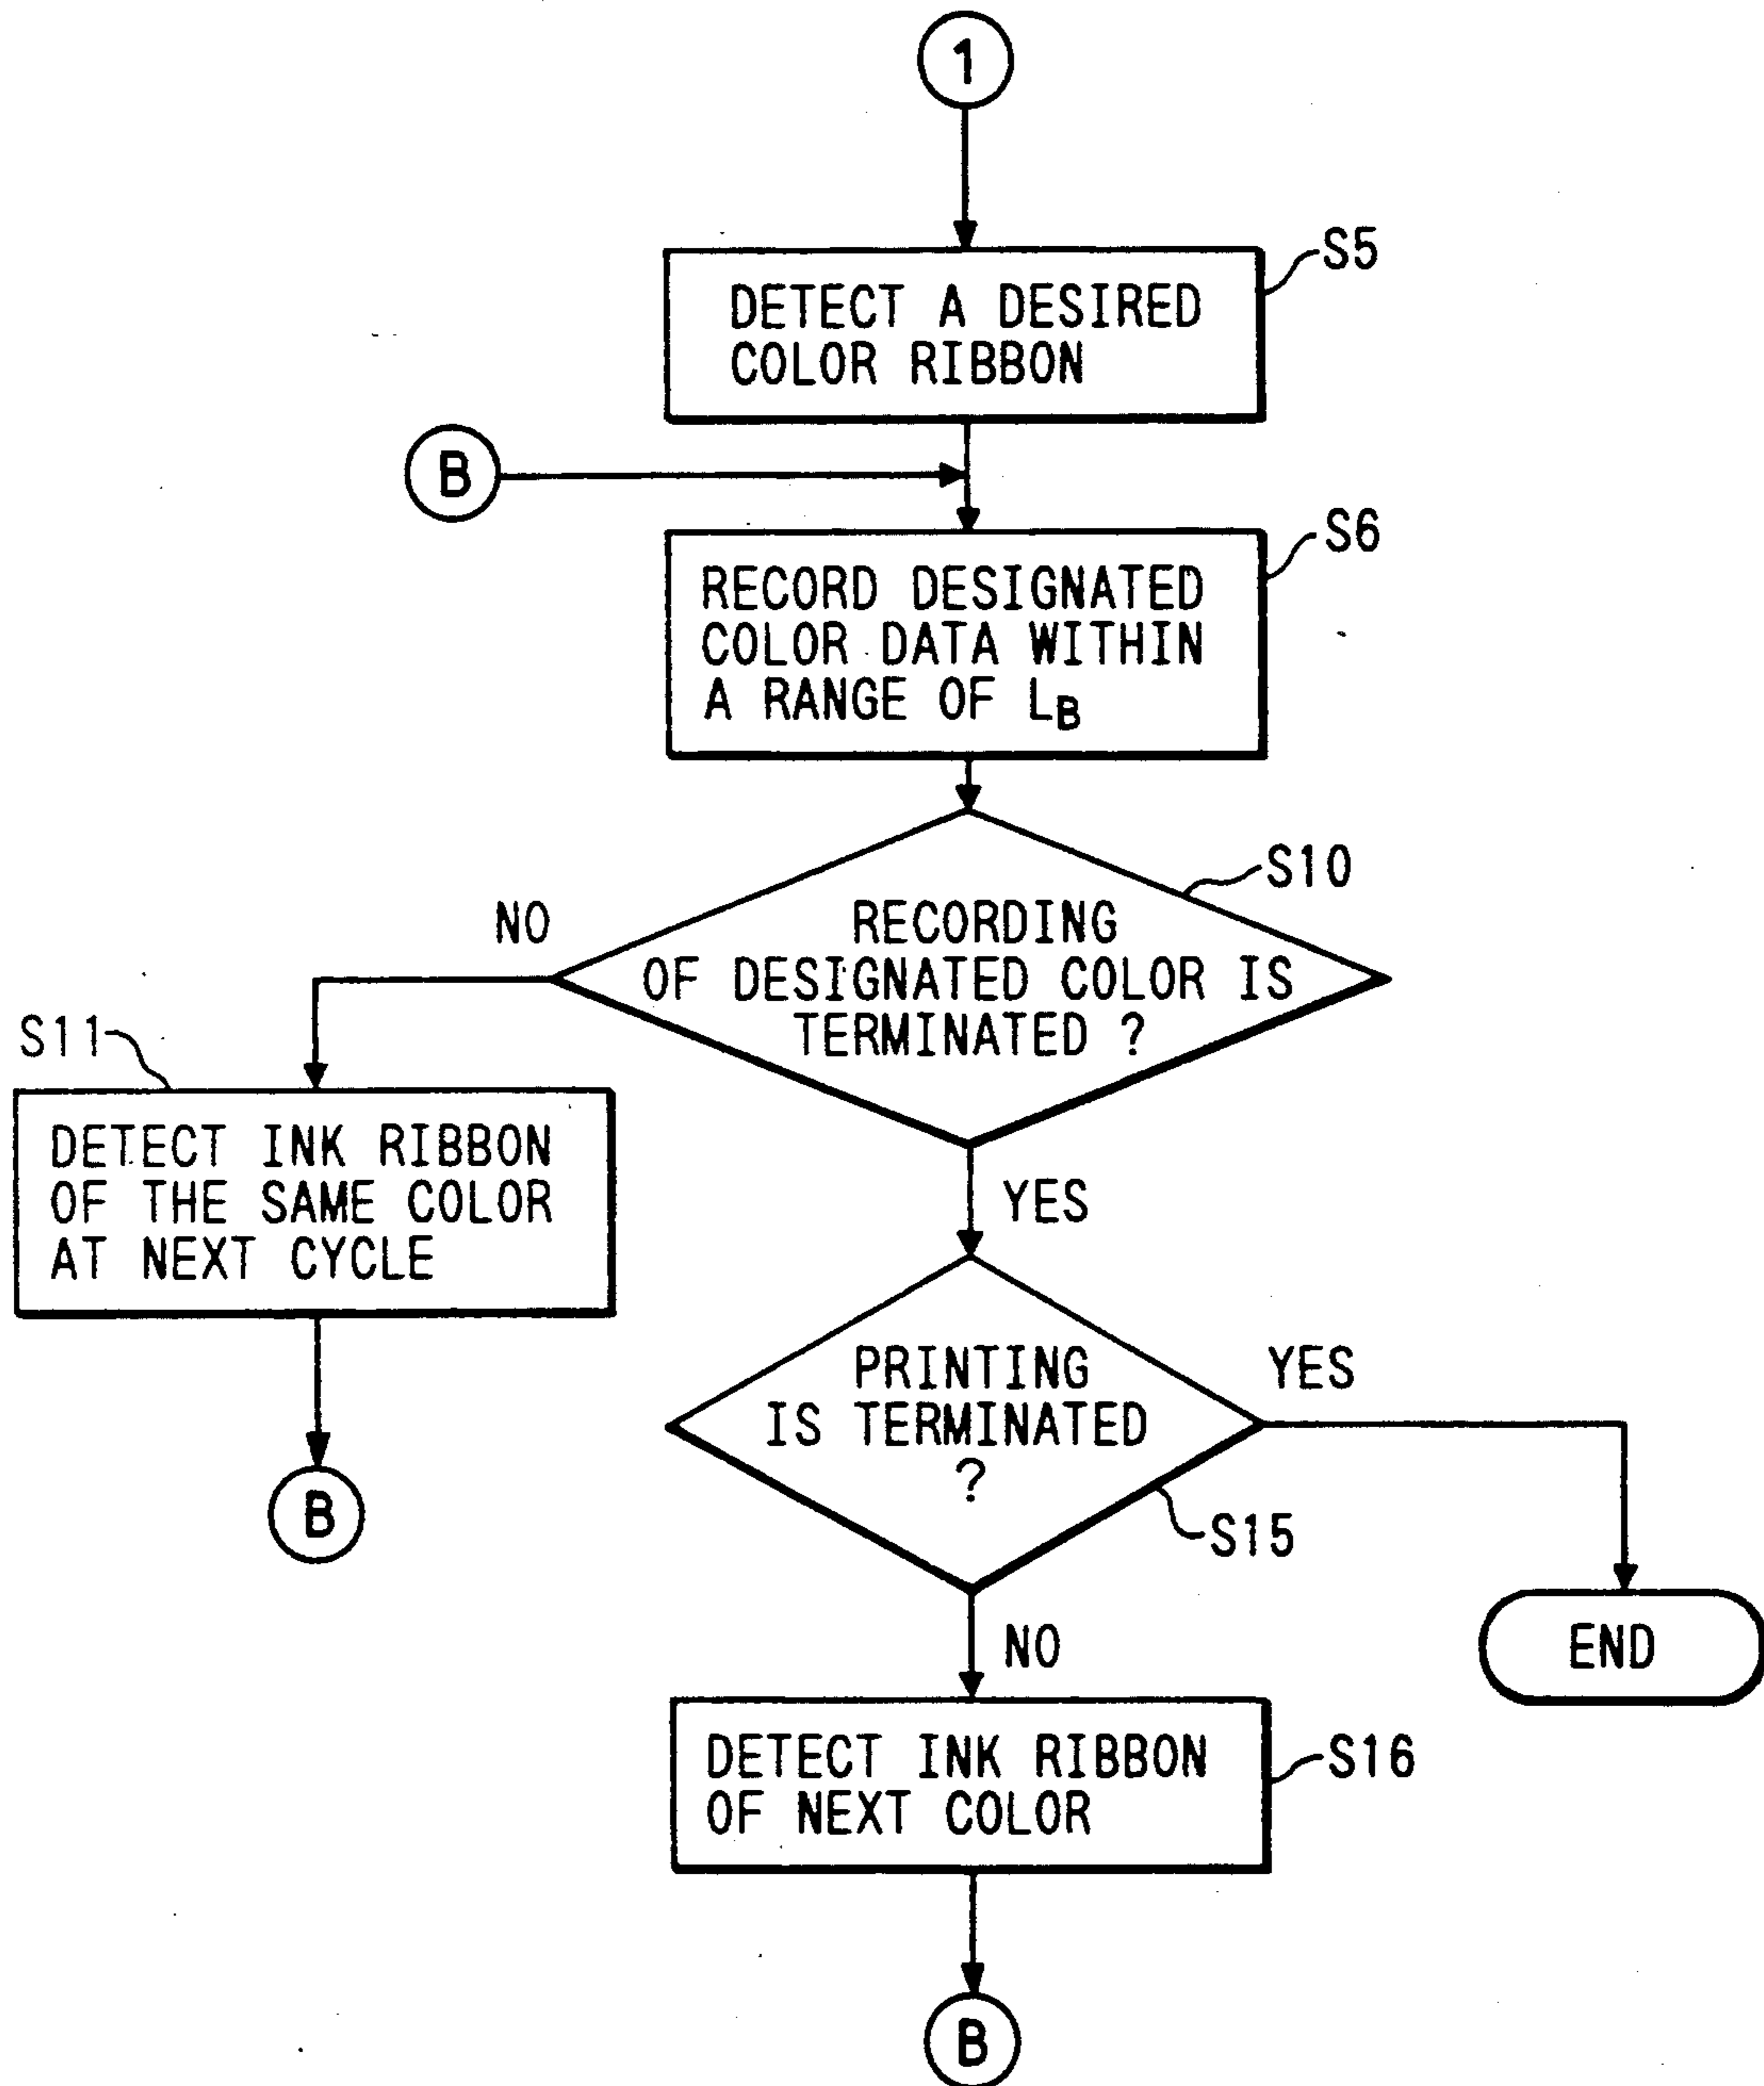 1
S5
DETECT A DESIRED
COLOR RIBBON
B
S6
RECORD DESIGNATED
COLOR DATA WITHIN
A RANGE OF LB
S10
NO
RECORDING
OF DESIGNATED COLOR IS
TERMINATED ?
S11
DETECT INK RIBBON
OF THE SAME COLOR
AT NEXT CYCLE
YES
B
PRINTING
IS TERMINATED
?
YES
S15
NO
END
S16
DETECT INK RIBBON
OF NEXT COLOR
B